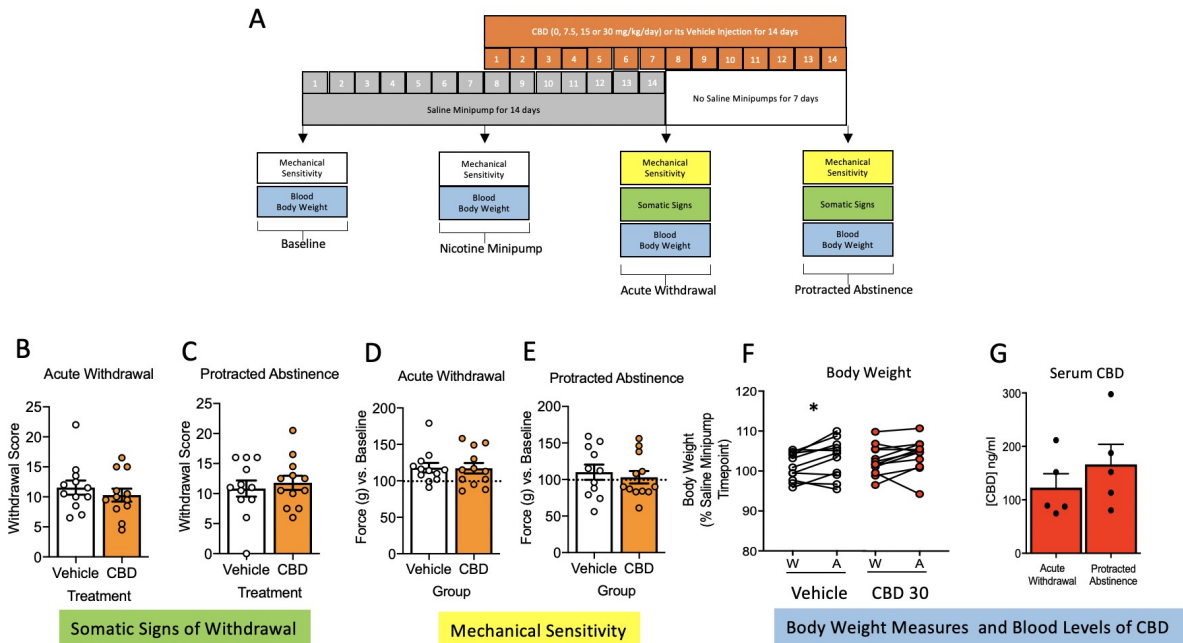 A
CBD (0, 7.5, 15 or 30 mg/kg/day) or its Vehicle Injection for 14 days
1 2 3 4 5 6 7 8 9 10 11 12 13 14
1 2 3 4 5 6 7 8 9 10 11 12 13 14
Saline Minipump for 14 days
No Saline Minipumps for 7 days
Mechanical
Sensitivity
Blood
Body Weight
Baseline
Mechanical
Sensitivity
Blood
Body Weight
Nicotine Minipump
Mechanical
Sensitivity
Somatic Signs
Blood
Body Weight
Acute Withdrawal
Mechanical
Sensitivity
Somatic Signs
Blood
Body Weight
Protracted Abstinence
B
Acute Withdrawal
Withdrawal Score
25
20
15
10
5
0
Vehicle CBD
Treatment
C
Protracted Abstinence
Withdrawal Score
25
20
15
10
5
0
Vehicle CBD
Treatment
Somatic Signs of Withdrawal
D
Acute Withdrawal
Force (g) vs. Baseline
200
150
100
50
0
Vehicle CBD
Group
E
Protracted Abstinence
Force (g) vs. Baseline
200
150
100
50
0
Vehicle CBD
Group
Mechanical Sensitivity
F
Body Weight
Body Weight
(% Saline Minipump
Timepoint)
120
110
100
90
80
*
W A W A
Vehicle CBD 30
G
Serum CBD
[CBD] ng/ml
300
200
100
0
Acute
Withdrawal
Protracted
Abstinence
Body Weight Measures and Blood Levels of CBD